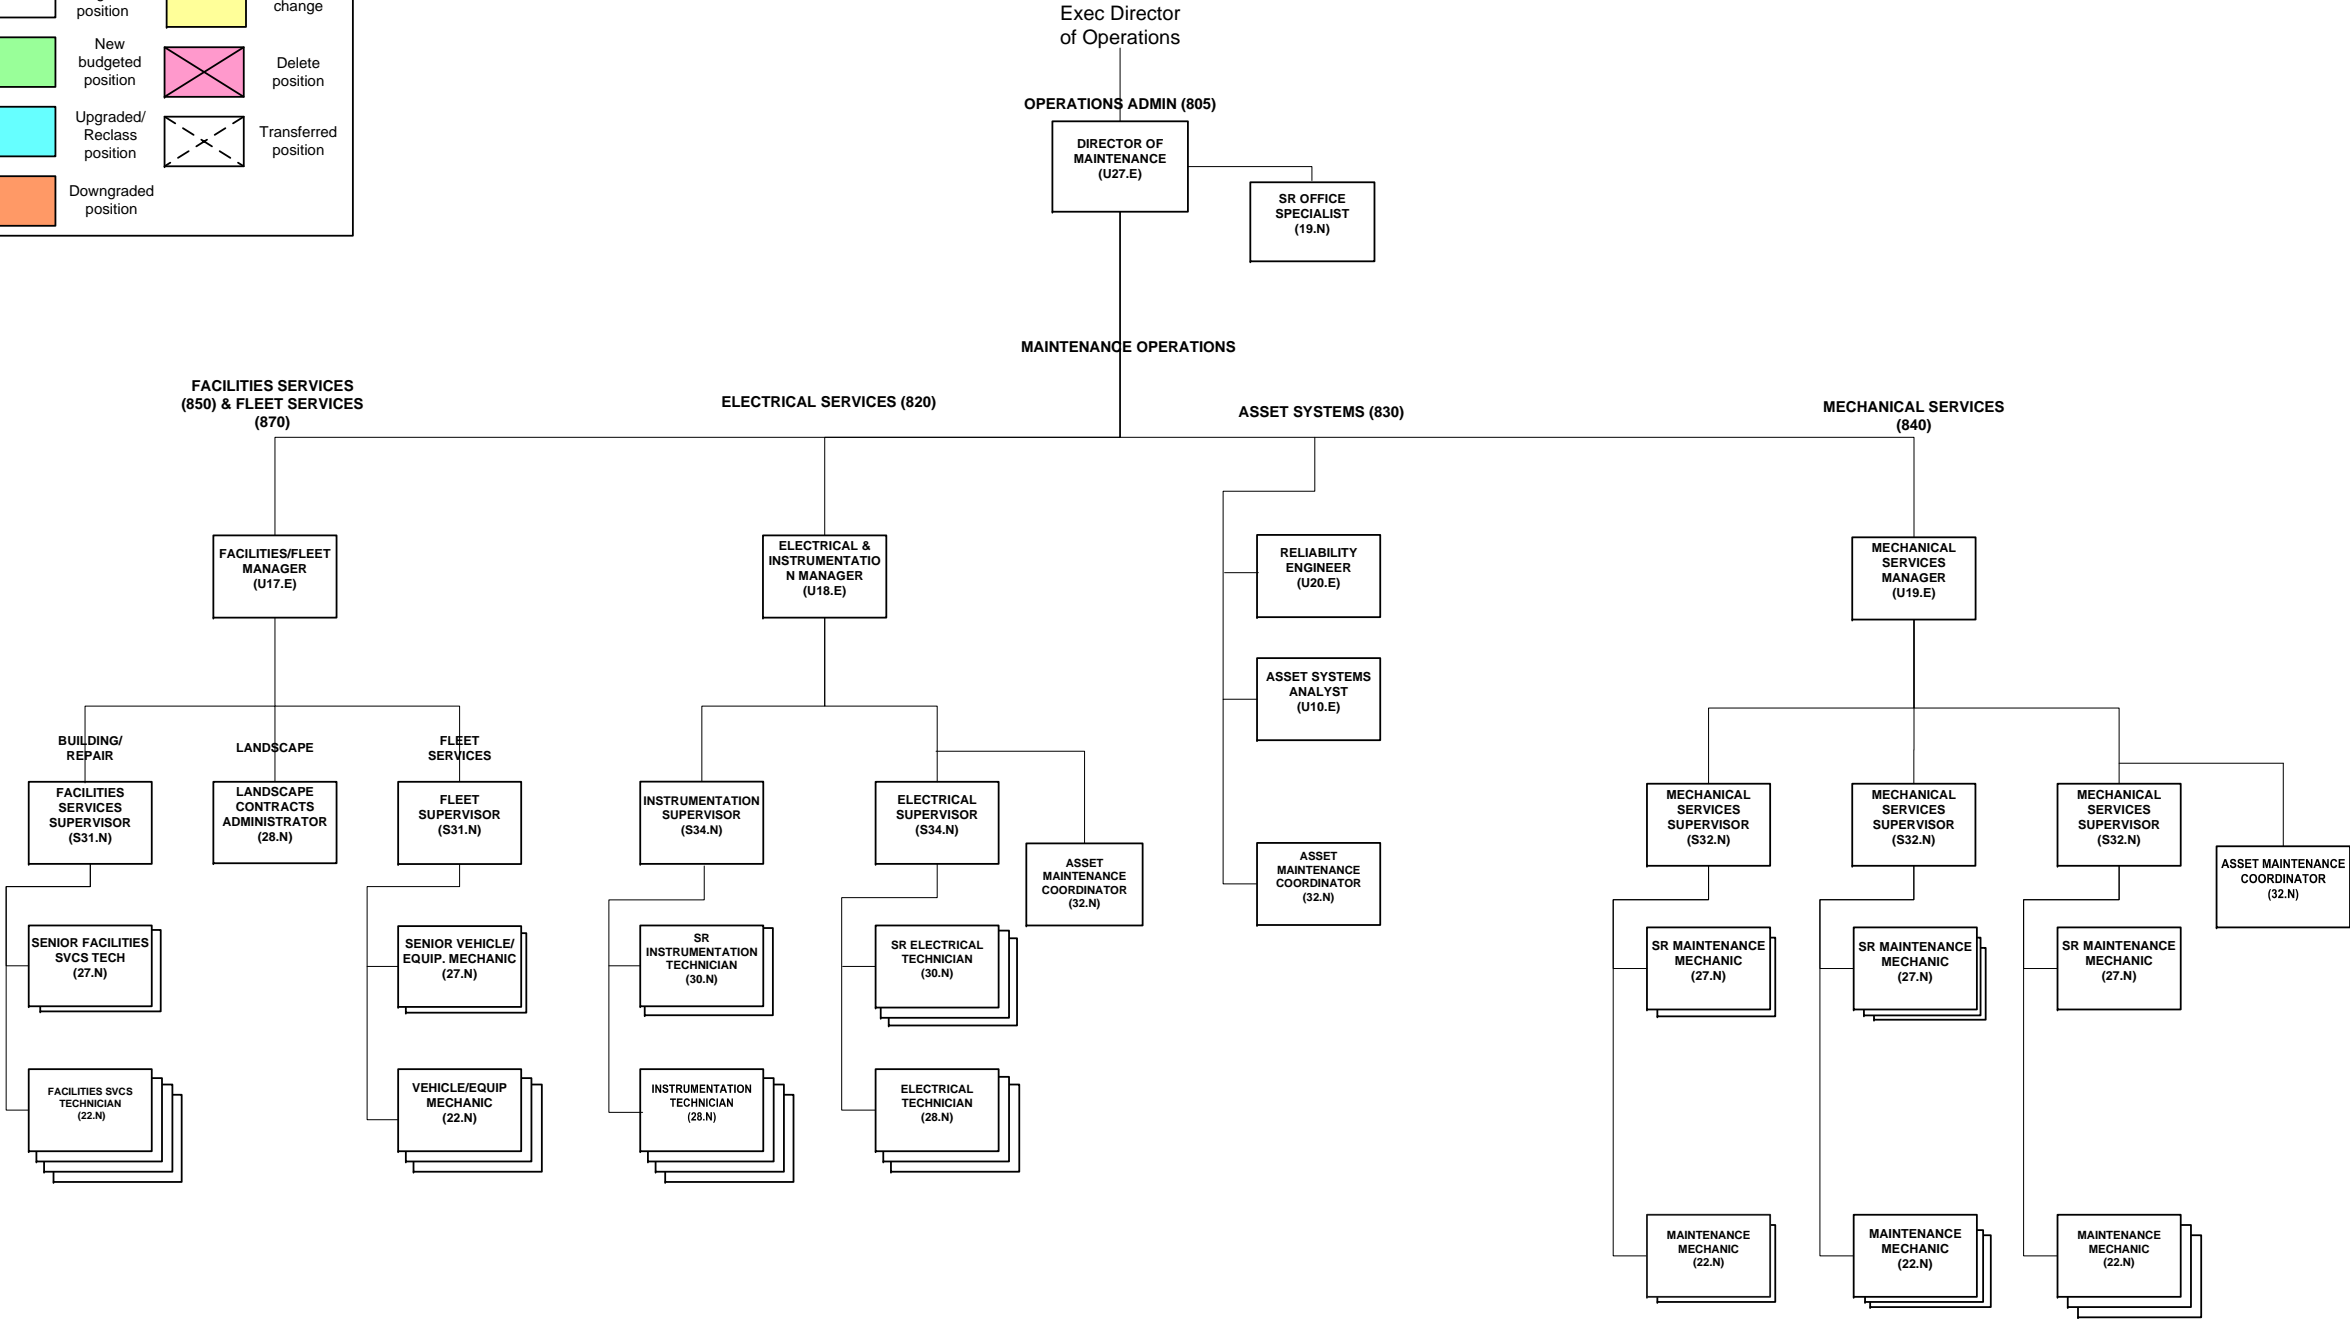 position
change
New
budgeted
position
Delete
position
Upgraded/
Reclass
position
Transferred
position
Downgraded
position
Exec Director
of Operations
OPERATIONS ADMIN (805)
DIRECTOR OF
MAINTENANCE
(U27.E)
SR OFFICE
SPECIALIST
(19.N)
MAINTENANCE OPERATIONS
FACILITIES SERVICES
(850) & FLEET SERVICES
(870)
ELECTRICAL SERVICES (820)
ASSET SYSTEMS (830)
MECHANICAL SERVICES
(840)
FACILITIES/FLEET
MANAGER
(U17.E)
ELECTRICAL &
INSTRUMENTATIO
N MANAGER
(U18.E)
RELIABILITY
ENGINEER
(U20.E)
MECHANICAL
SERVICES
MANAGER
(U19.E)
ASSET SYSTEMS
ANALYST
(U10.E)
BUILDING/
REPAIR
LANDSCAPE
FLEET
SERVICES
FACILITIES
SERVICES
SUPERVISOR
(S31.N)
LANDSCAPE
CONTRACTS
ADMINISTRATOR
(28.N)
FLEET
SUPERVISOR
(S31.N)
INSTRUMENTATION
SUPERVISOR
(S34.N)
ELECTRICAL
SUPERVISOR
(S34.N)
ASSET
MAINTENANCE
COORDINATOR
(32.N)
ASSET
MAINTENANCE
COORDINATOR
(32.N)
MECHANICAL
SERVICES
SUPERVISOR
(S32.N)
MECHANICAL
SERVICES
SUPERVISOR
(S32.N)
MECHANICAL
SERVICES
SUPERVISOR
(S32.N)
ASSET MAINTENANCE
COORDINATOR
(32.N)
SENIOR FACILITIES
SVCS TECH
(27.N)
SENIOR VEHICLE/
EQUIP. MECHANIC
(27.N)
SR
INSTRUMENTATION
TECHNICIAN
(30.N)
SR ELECTRICAL
TECHNICIAN
(30.N)
SR MAINTENANCE
MECHANIC
(27.N)
SR MAINTENANCE
MECHANIC
(27.N)
SR MAINTENANCE
MECHANIC
(27.N)
FACILITIES SVCS
TECHNICIAN
(22.N)
VEHICLE/EQUIP
MECHANIC
(22.N)
INSTRUMENTATION
TECHNICIAN
(28.N)
ELECTRICAL
TECHNICIAN
(28.N)
MAINTENANCE
MECHANIC
(22.N)
MAINTENANCE
MECHANIC
(22.N)
MAINTENANCE
MECHANIC
(22.N)